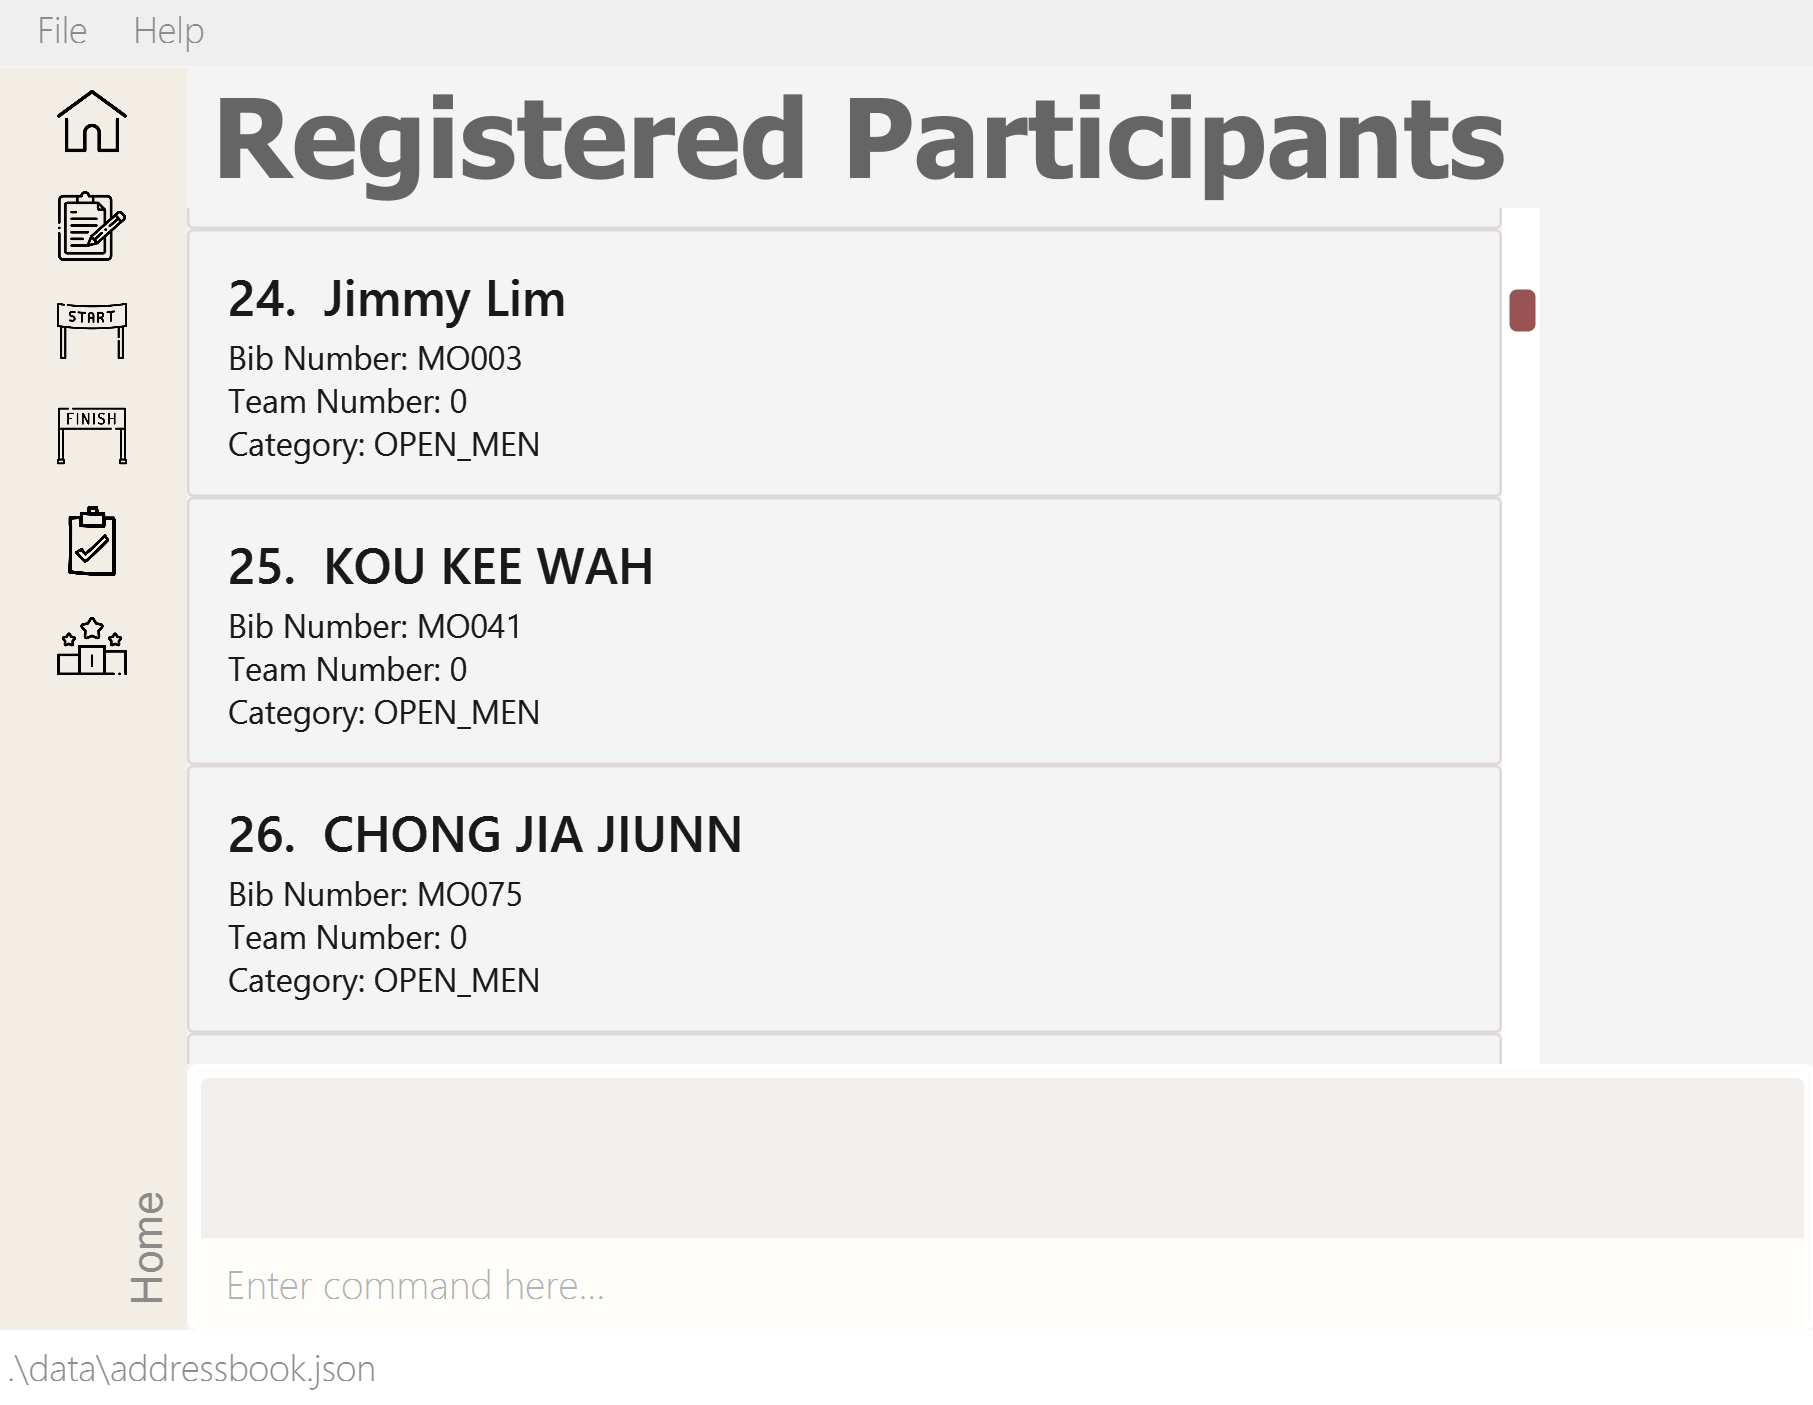 File Help
START
FINISH
1
Home
Registered Participants
24. Jimmy Lim
Bib Number: MO003
Team Number: 0
Category: OPEN_MEN
25. KOU KEE WAH
Bib Number: MO041
Team Number: 0
Category: OPEN_MEN
26. CHONG JIA JIUNN
Bib Number: MO075
Team Number: 0
Category: OPEN_MEN
Enter command here...
.\data\addressbook.json